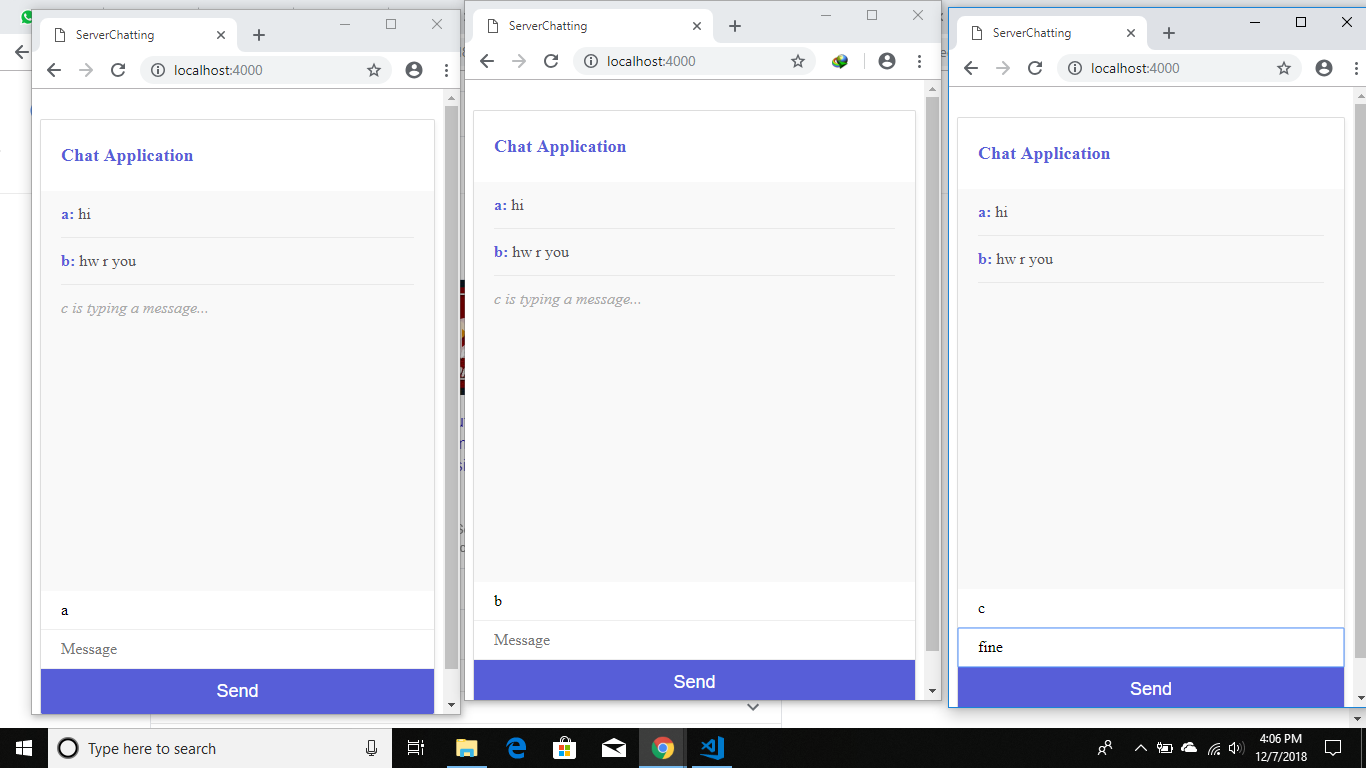 ServerChatting
localhost:4000
Chat Application
a: hi
b: hw r you
c is typing a message...
a
Message
Send
ServerChatting
localhost:4000
Chat Application
a: hi
b: hw r you
c is typing a message...
b
Message
Send
ServerChatting
localhost:4000
Chat Application
a: hi
b: hw r you
c
fine
Send
Type here to search
4:06 PM
12/7/2018